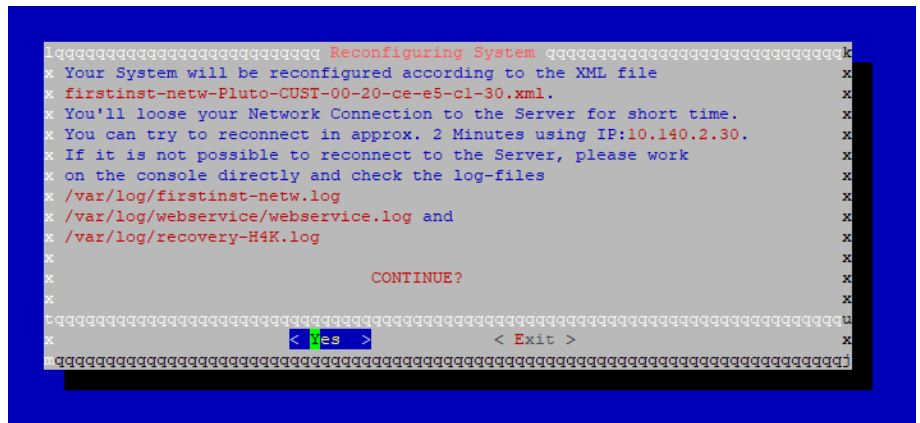 lqqqqqqqqqqqqqqqqqqqqqqqqqq Reconfiguring System qqqqqqqqqqqqqqqqqqqqqqqqqqqqqk
x Your System will be reconfigured according to the XML file x
x firstinst-netw-Pluto-CUST-00-20-ce-e5-c1-30.xml. x
x You'll loose your Network Connection to the Server for short time. x
x You can try to reconnect in approx. 2 Minutes using IP:10.140.2.30. x
x If it is not possible to reconnect to the Server, please work x
x on the console directly and check the log-files x
x /var/log/firstinst-netw.log x
x /var/log/webservice/webservice.log and x
x /var/log/recovery-H4K.log x
x x
x CONTINUE? x
x x
tqqqqqqqqqqqqqqqqqqqqqqqqqqqqqqqqqqqqqqqqqqqqqqqqqqqqqqqqqqqqqqqqqqqqqqqqqqqqu
x < Yes > < Exit > x
mqqqqqqqqqqqqqqqqqqqqqqqqqqqqqqqqqqqqqqqqqqqqqqqqqqqqqqqqqqqqqqqqqqqqqqqqqqqqj